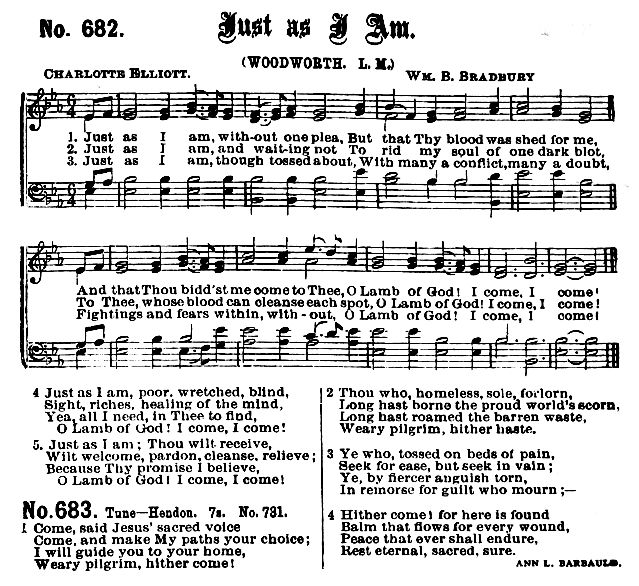 No. 682.
Just as I Am.
(WOODWORTH. L. M.)
CHARLOTTE ELLIOTT.
WM. B. BRADBURY
1. Just as I am, with-out one plea, But that Thy blood was shed for me,
2. Just as I am, and wait-ing not To rid my soul of one dark blot,
3. Just as I am, though tossed about, With many a conflict, many a doubt,
And that Thou bidd'st me come to Thee, O Lamb of God! I come, I come!
To Thee, whose blood can cleanse each spot, O Lamb of God! I come, I come!
Fightings and fears within, with-out, O Lamb of God! I come, I come!
4 Just as I am, poor, wretched, blind,
Sight, riches, healing of the mind,
Yea, all I need, in Thee to find,
O Lamb of God! I come, I come!
5. Just as I am; Thou wilt receive,
Wilt welcome, pardon, cleanse, relieve;
Because Thy promise I believe,
O Lamb of God! I come, I come!
No. 683. Tune—Hendon. 7s. No. 731.
1 Come, said Jesus' sacred voice
Come, and make My paths your choice;
I will guide you to your home,
Weary pilgrim, hither come!
2 Thou who, homeless, sole, forlorn,
Long hast borne the proud world's scorn,
Long hast roamed the barren waste,
Weary pilgrim, hither haste.
3 Ye who, tossed on beds of pain,
Seek for ease, but seek in vain;
Ye, by fiercer anguish torn,
In remorse for guilt who mourn;—
4 Hither come! for here is found
Balm that flows for every wound,
Peace that ever shall endure,
Rest eternal, sacred, sure.
ANN L. BARBAULD.